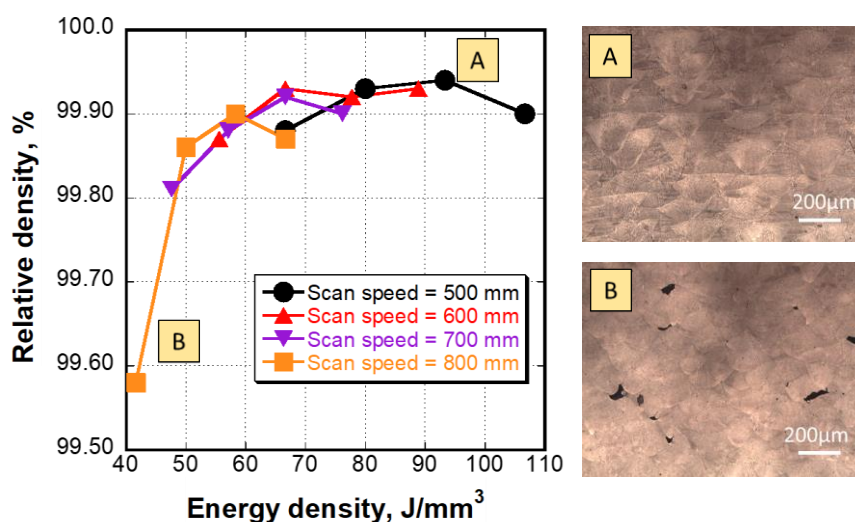 100.0
99.90
99.80
99.70
99.60
99.50
40
50
60
70
80
90
100
110
Relative density, %
Energy density, J/mm³
A
B
Scan speed = 500 mm
Scan speed = 600 mm
Scan speed = 700 mm
Scan speed = 800 mm
A
200μm
B
200μm